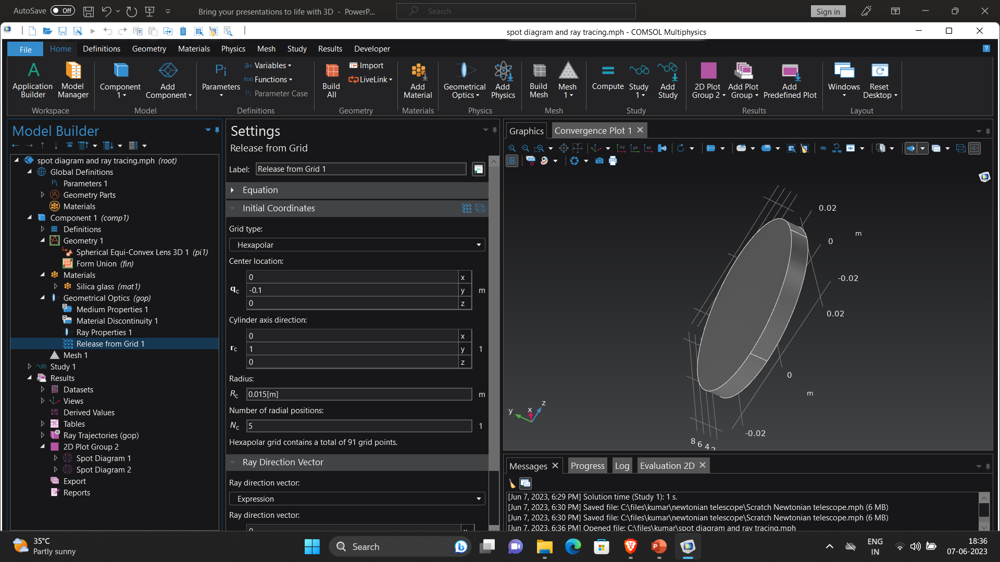 AutoSave Off Bring your presentations to life with 3D - PowerP... Search Sign in
spot diagram and ray tracing.mph - COMSOL Multiphysics
File Home Definitions Geometry Materials Physics Mesh Study Results Developer ?
Application Builder
Model Manager
Workspace
Component 1
Add Component
Model
Pi
Parameters
a= Variables
f(x) Functions
Pi Parameter Case
Definitions
Build All
Import
LiveLink
Geometry
Add Material
Materials
Geometrical Optics
Add Physics
Physics
Build Mesh
Mesh 1
Mesh
Compute
Study 1
Add Study
Study
2D Plot Group 2
Add Plot Group
Add Predefined Plot
Results
Windows
Reset Desktop
Layout
Model Builder
spot diagram and ray tracing.mph (root)
Global Definitions
Pi Parameters 1
Geometry Parts
Materials
Component 1 (comp1)
Definitions
Geometry 1
Spherical Equi-Convex Lens 3D 1 (pi1)
Form Union (fin)
Materials
Silica glass (mat1)
Geometrical Optics (gop)
Medium Properties 1
Material Discontinuity 1
Ray Properties 1
Release from Grid 1
Mesh 1
Study 1
Results
Datasets
Views
Derived Values
Tables
Ray Trajectories (gop)
2D Plot Group 2
Spot Diagram 1
Spot Diagram 2
Export
Reports
Settings
Release from Grid
Label: Release from Grid 1
Equation
Initial Coordinates
Grid type:
Hexapolar
Center location:
0 x
qc -0.1 y m
0 z
Cylinder axis direction:
0 x
rc 1 y 1
0 z
Radius:
Rc 0.015[m] m
Number of radial positions:
Nc 5 1
Hexapolar grid contains a total of 91 grid points.
Ray Direction Vector
Ray direction vector:
Expression
Ray direction vector:
0 x
Graphics Convergence Plot 1
xy yz xz
0.02
m
0
-0.02
0.02
0
m
-0.02
8 6 4 2
y x z
Messages Progress Log Evaluation 2D
[Jun 7, 2023, 6:29 PM] Solution time (Study 1): 1 s.
[Jun 7, 2023, 6:30 PM] Saved file: C:\files\kumar\newtonian telescope\Scratch Newtonian telescope.mph (6 MB)
[Jun 7, 2023, 6:30 PM] Saved file: C:\files\kumar\newtonian telescope\Scratch Newtonian telescope.mph (6 MB)
[Jun 7, 2023, 6:36 PM] Opened file: C:\files\kumar\spot diagram and ray tracing.mph
35°C
Partly sunny
Search
ENG
IN
18:36
07-06-2023